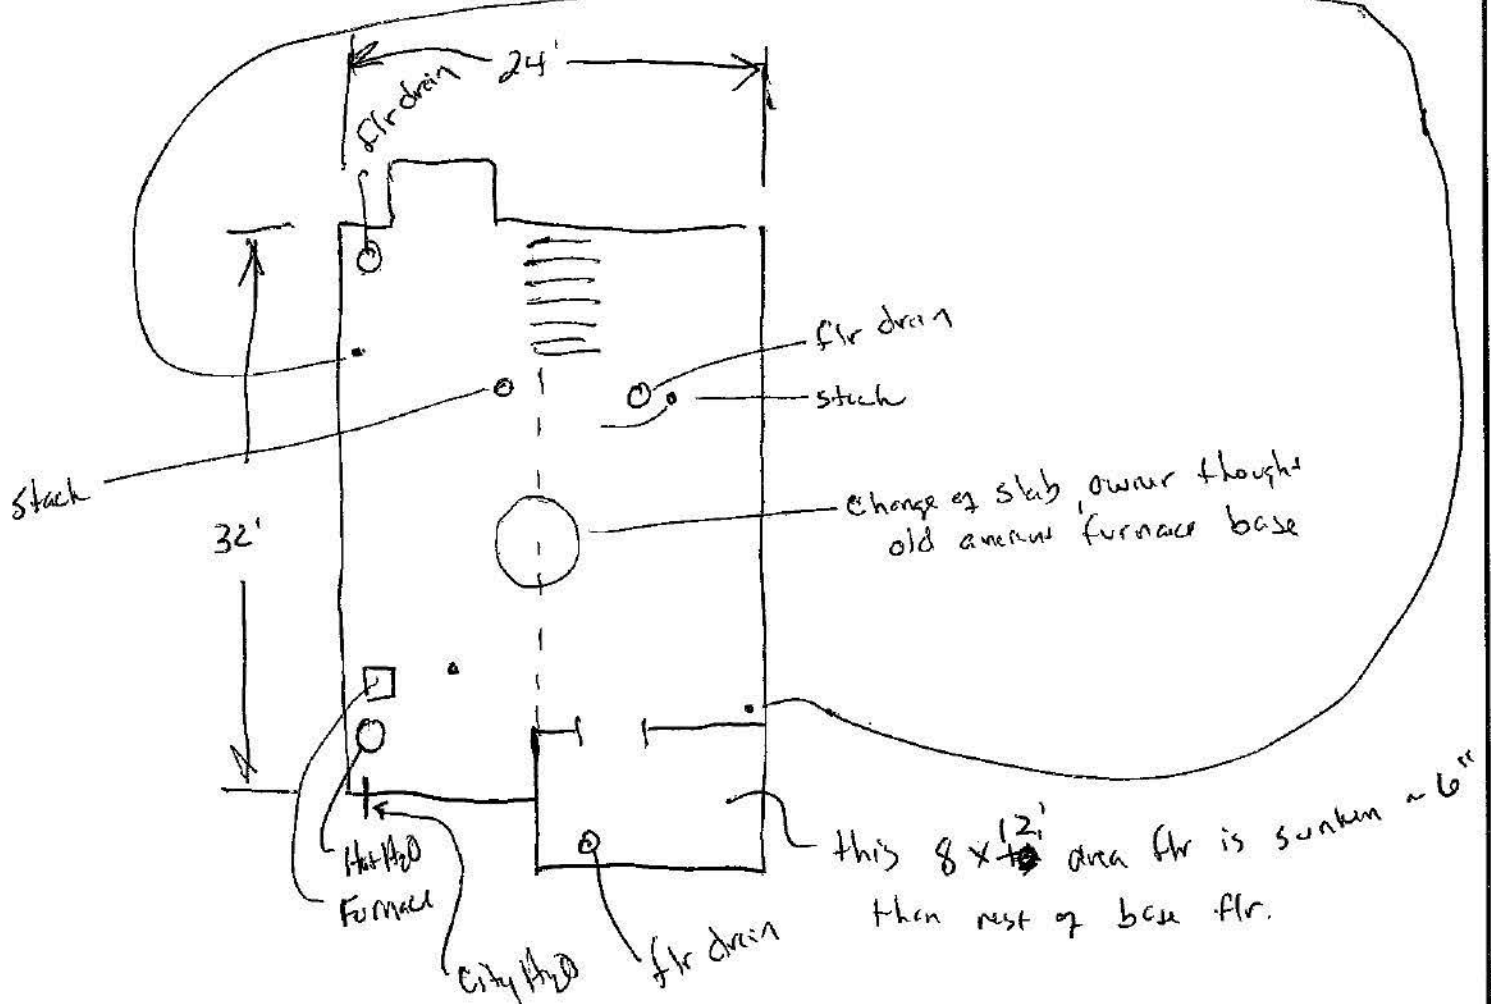 24'
flr drain
flr drain
stack
stack
32'
Change of slab, owner thought
old furnace base
Hot H2O
Furnace
City H2O
flr drain
this 8 x 12' area flr is sunken ~ 6"
than rest of base flr.